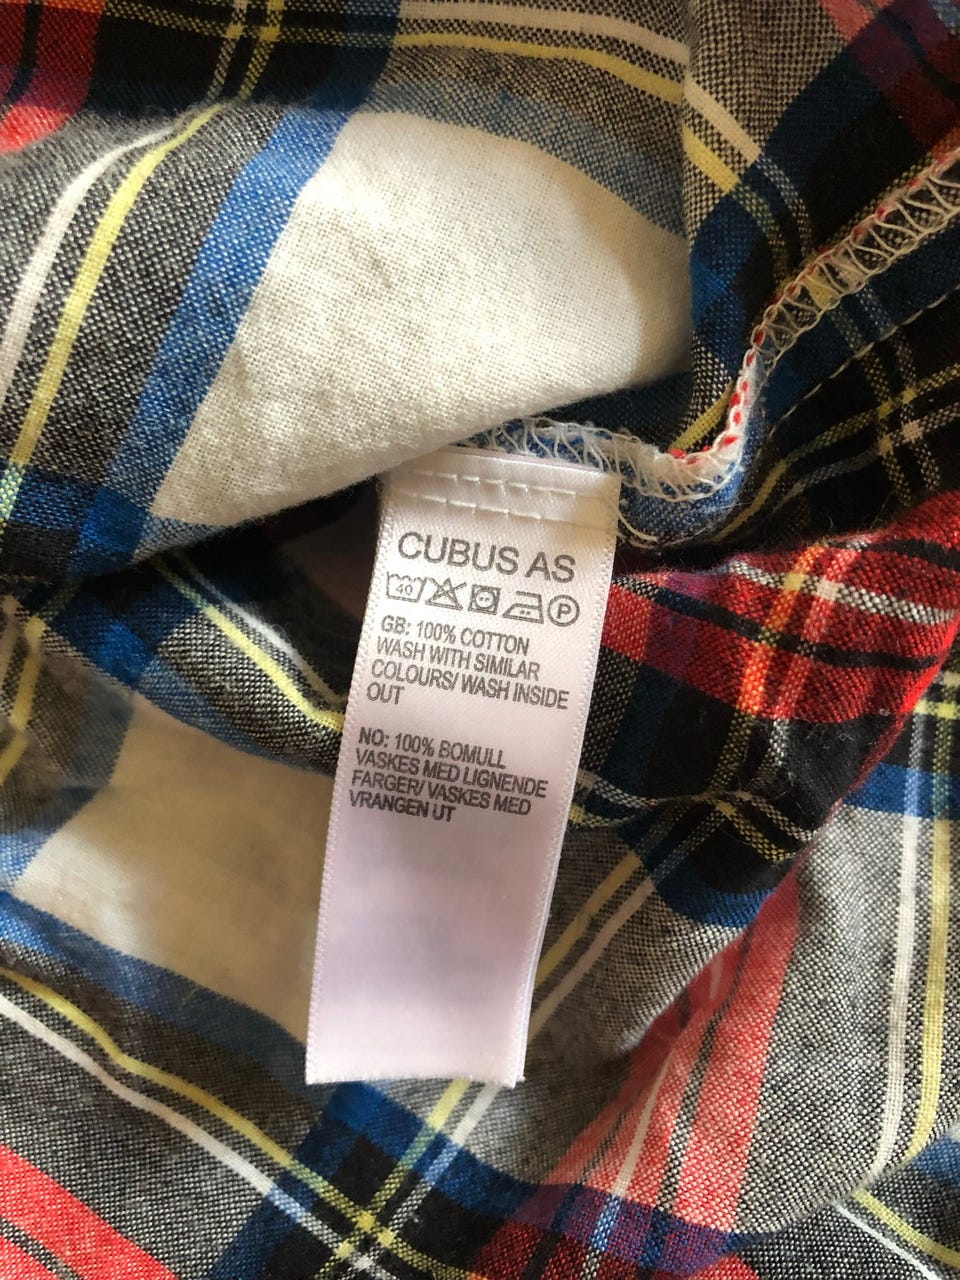 CUBUS AS
40 P
GB: 100% COTTON
WASH WITH SIMILAR
COLOURS/ WASH INSIDE
OUT
NO: 100% BOMULL
VASKES MED LIGNENDE
FARGER/ VASKES MED
VRANGEN UT